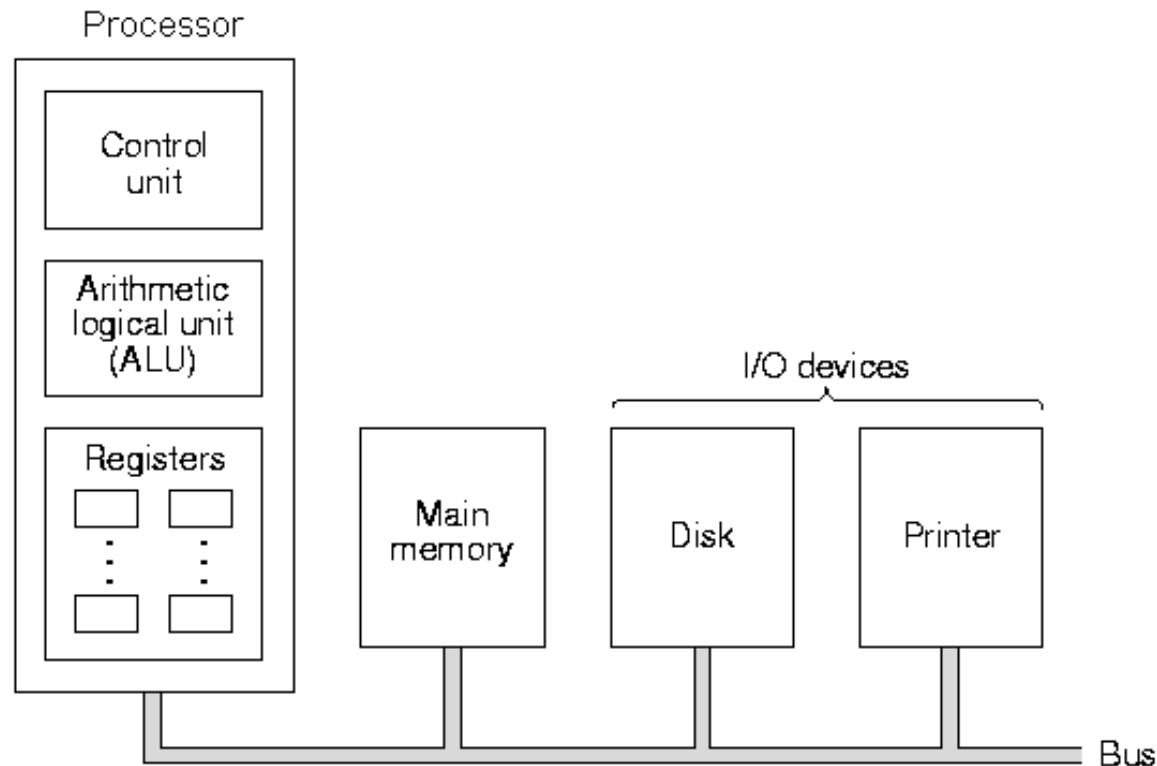 Processor
Control
unit
Arithmetic
logical unit
(ALU)
Registers
Main
memory
I/O devices
Disk
Printer
Bus